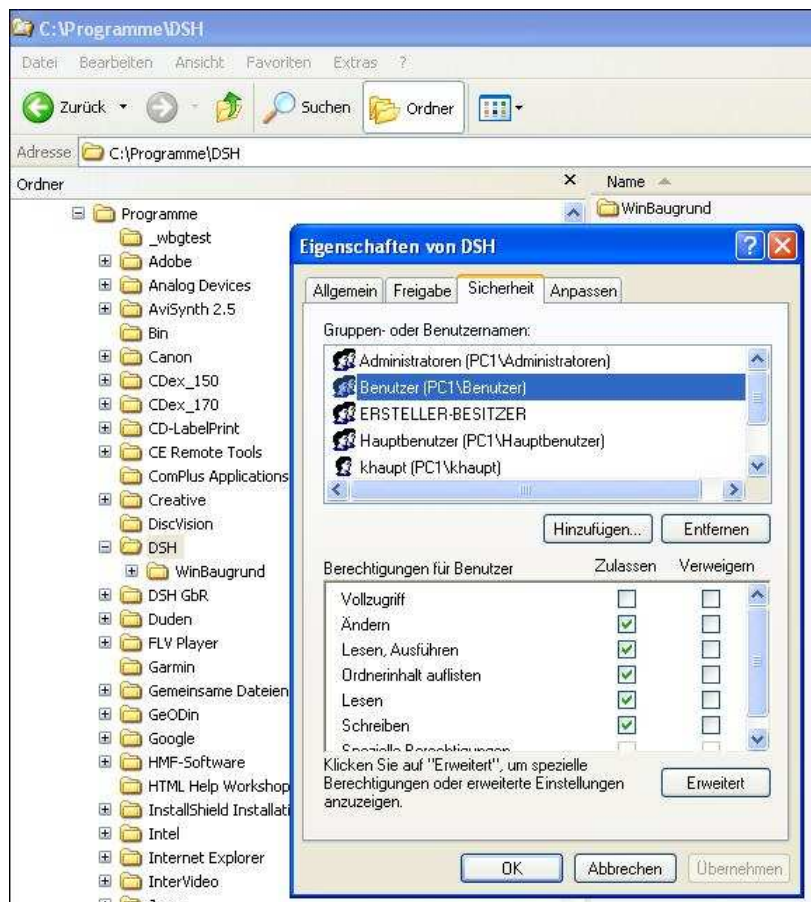 C:\Programme\DSH
Datei Bearbeiten Ansicht Favoriten Extras ?
Zurück Suchen Ordner
Adresse C:\Programme\DSH
Ordner
Name
WinBaugrund
Programme
_wbgtest
Adobe
Analog Devices
AviSynth 2.5
Bin
Canon
CDex_150
CDex_170
CD-LabelPrint
CE Remote Tools
ComPlus Applications
Creative
DiscVision
DSH
WinBaugrund
DSH GbR
Duden
FLV Player
Garmin
Gemeinsame Dateien
GeODin
Google
HMF-Software
HTML Help Workshop
InstallShield Installati
Intel
Internet Explorer
InterVideo
Eigenschaften von DSH
Allgemein Freigabe Sicherheit Anpassen
Gruppen- oder Benutzernamen:
Administratoren (PC1\Administratoren)
Benutzer (PC1\Benutzer)
ERSTELLER-BESITZER
Hauptbenutzer (PC1\Hauptbenutzer)
khaupt (PC1\khaupt)
Hinzufügen... Entfernen
Berechtigungen für Benutzer Zulassen Verweigern
Vollzugriff
Ändern
Lesen, Ausführen
Ordnerinhalt auflisten
Lesen
Schreiben
Spezielle Berechtigungen
Klicken Sie auf "Erweitert", um spezielle
Berechtigungen oder erweiterte Einstellungen
anzuzeigen.
Erweitert
OK Abbrechen Übernehmen